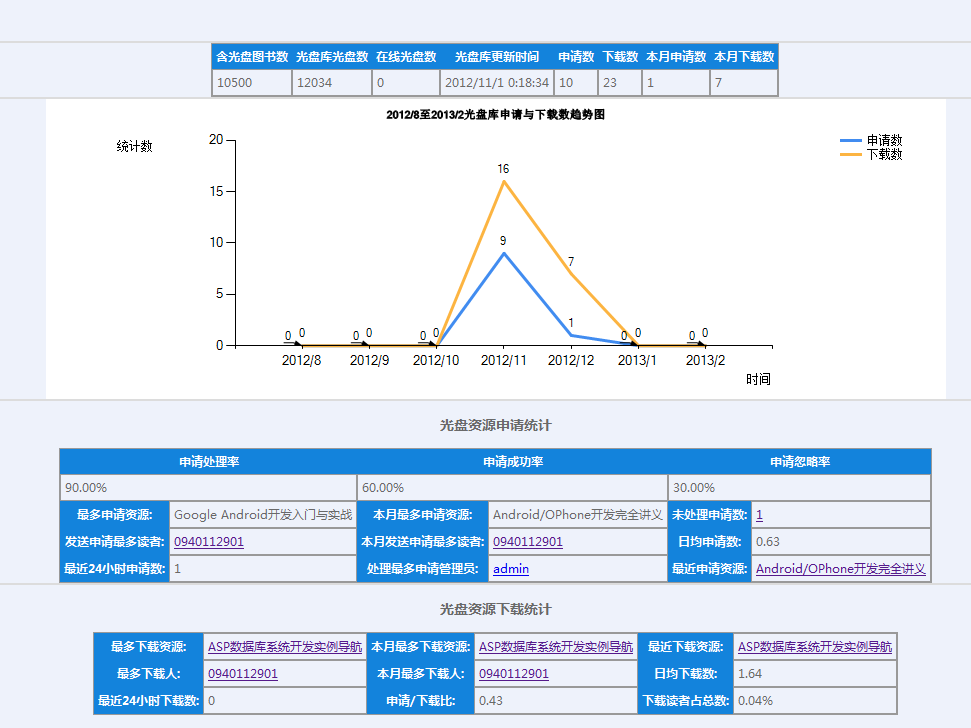 含光盘图书数 光盘库光盘数 在线光盘数 光盘库更新时间 申请数 下载数 本月申请数 本月下载数
10500 12034 0 2012/11/1 0:18:34 10 23 1 7
2012/8至2013/2光盘库申请与下载数趋势图
统计数
申请数
下载数
20
15
10
5
0
16
9
7
1
0 0 0 0 0 0 0 0 0 0
2012/8 2012/9 2012/10 2012/11 2012/12 2013/1 2013/2
时间
光盘资源申请统计
申请处理率 申请成功率 申请忽略率
90.00% 60.00% 30.00%
最多申请资源: Google Android开发入门与实战 本月最多申请资源: Android/OPhone开发完全讲义 未处理申请数: 1
发送申请最多读者: 0940112901 本月发送申请最多读者: 0940112901 日均申请数: 0.63
最近24小时申请数: 1 处理最多申请管理员: admin 最近申请资源: Android/OPhone开发完全讲义
光盘资源下载统计
最多下载资源: ASP数据库系统开发实例导航 本月最多下载资源: ASP数据库系统开发实例导航 最近下载资源: ASP数据库系统开发实例导航
最多下载人: 0940112901 本月最多下载人: 0940112901 日均下载数: 1.64
最近24小时下载数: 0 申请/下载比: 0.43 下载读者占总数: 0.04%